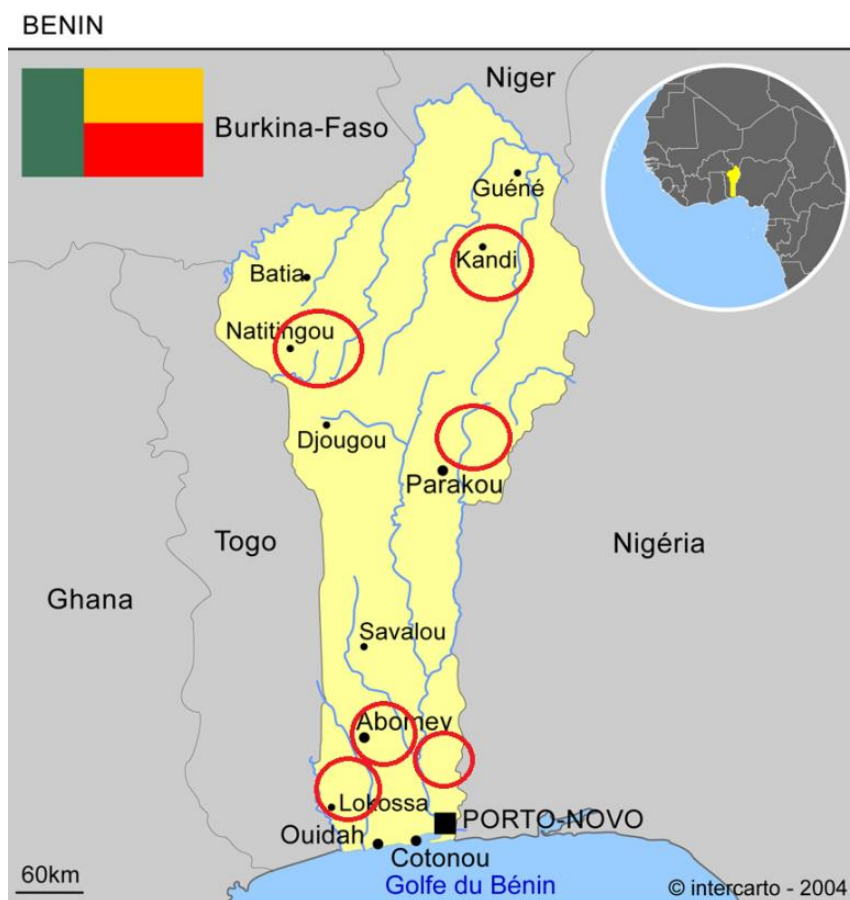 BENIN
Niger
Burkina-Faso
Guéné
Kandi
Batia
Natitingou
Djougou
Parakou
Togo
Nigéria
Ghana
Savalou
Abomey
Lokossa
PORTO-NOVO
Ouidah
Cotonou
60km
Golfe du Bénin
© intercarto - 2004